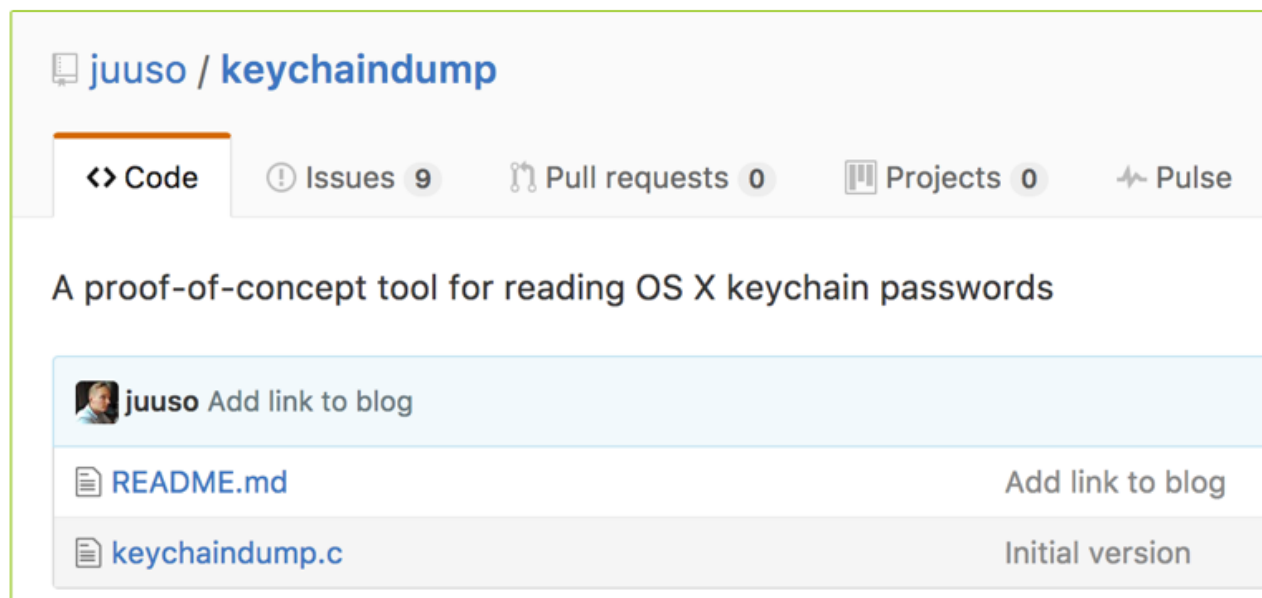 juuso / keychaindump
<> Code Issues 9 Pull requests 0 Projects 0 Pulse
A proof-of-concept tool for reading OS X keychain passwords
juuso Add link to blog
README.md Add link to blog
keychaindump.c Initial version